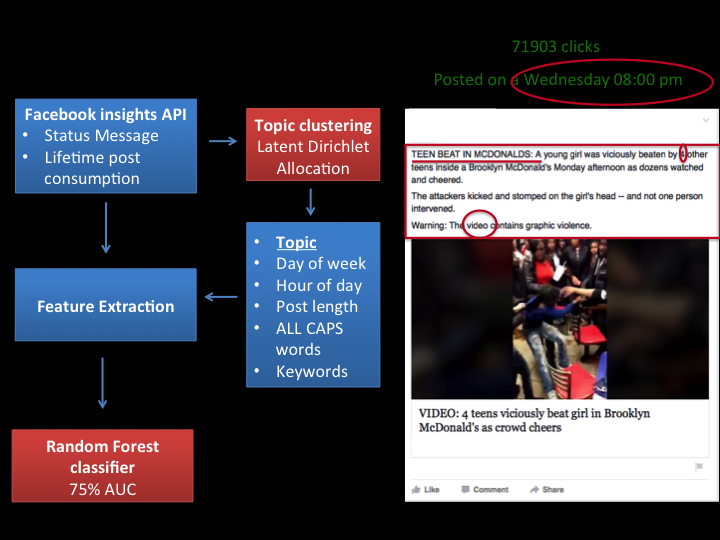 71903 clicks
Posted on a Wednesday 08:00 pm
Facebook insights API
• Status Message
• Lifetime post
consumption
Topic clustering
Latent Dirichlet
Allocation
• Topic
• Day of week
• Hour of day
• Post length
• ALL CAPS
words
• Keywords
Feature Extraction
Random Forest
classifier
75% AUC
TEEN BEAT IN MCDONALDS: A young girl was viciously beaten by 4 other
teens inside a Brooklyn McDonald's Monday afternoon as dozens watched
and cheered.
The attackers kicked and stomped on the girl's head -- and not one person
intervened.
Warning: The video contains graphic violence.
VIDEO: 4 teens viciously beat girl in Brooklyn
McDonald's as crowd cheers
Like Comment Share